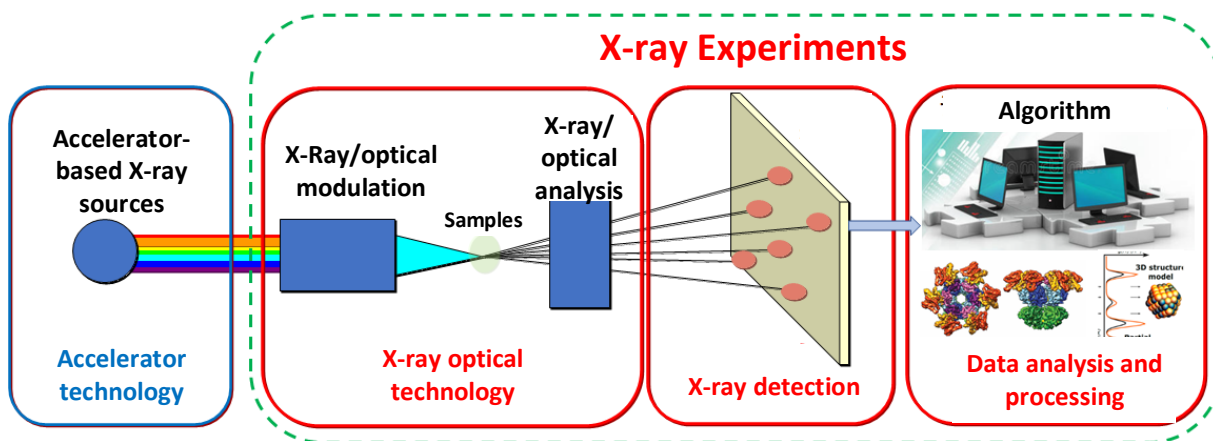 X-ray Experiments
Accelerator-
based X-ray
sources
Accelerator
technology
X-Ray/optical
modulation
Samples
X-ray/
optical
analysis
X-ray optical
technology
X-ray detection
Algorithm
3D structure
model
Data analysis and
processing